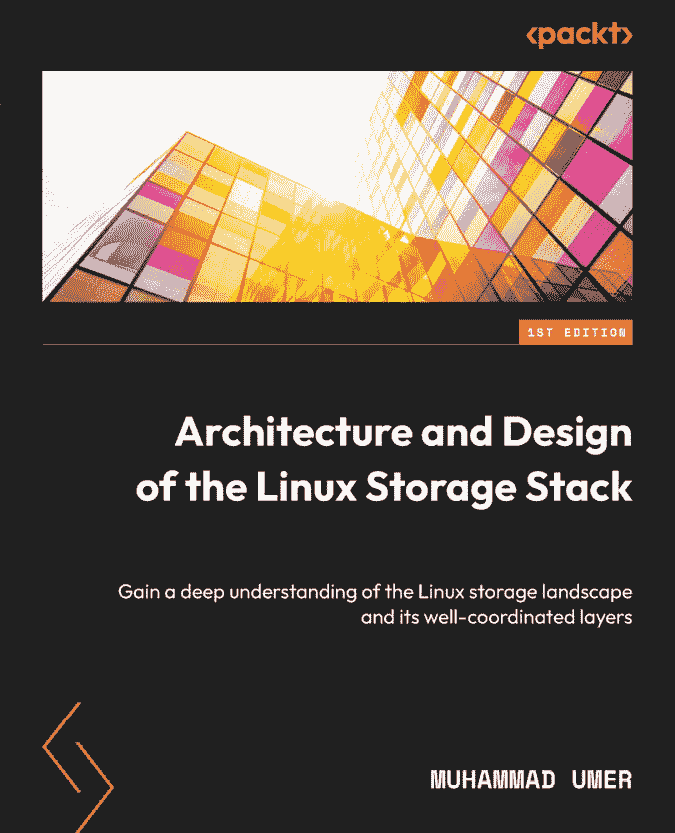 <packt>
1ST EDITION
Architecture and Design
of the Linux Storage Stack
Gain a deep understanding of the Linux storage landscape
and its well-coordinated layers
MUHAMMAD UMER